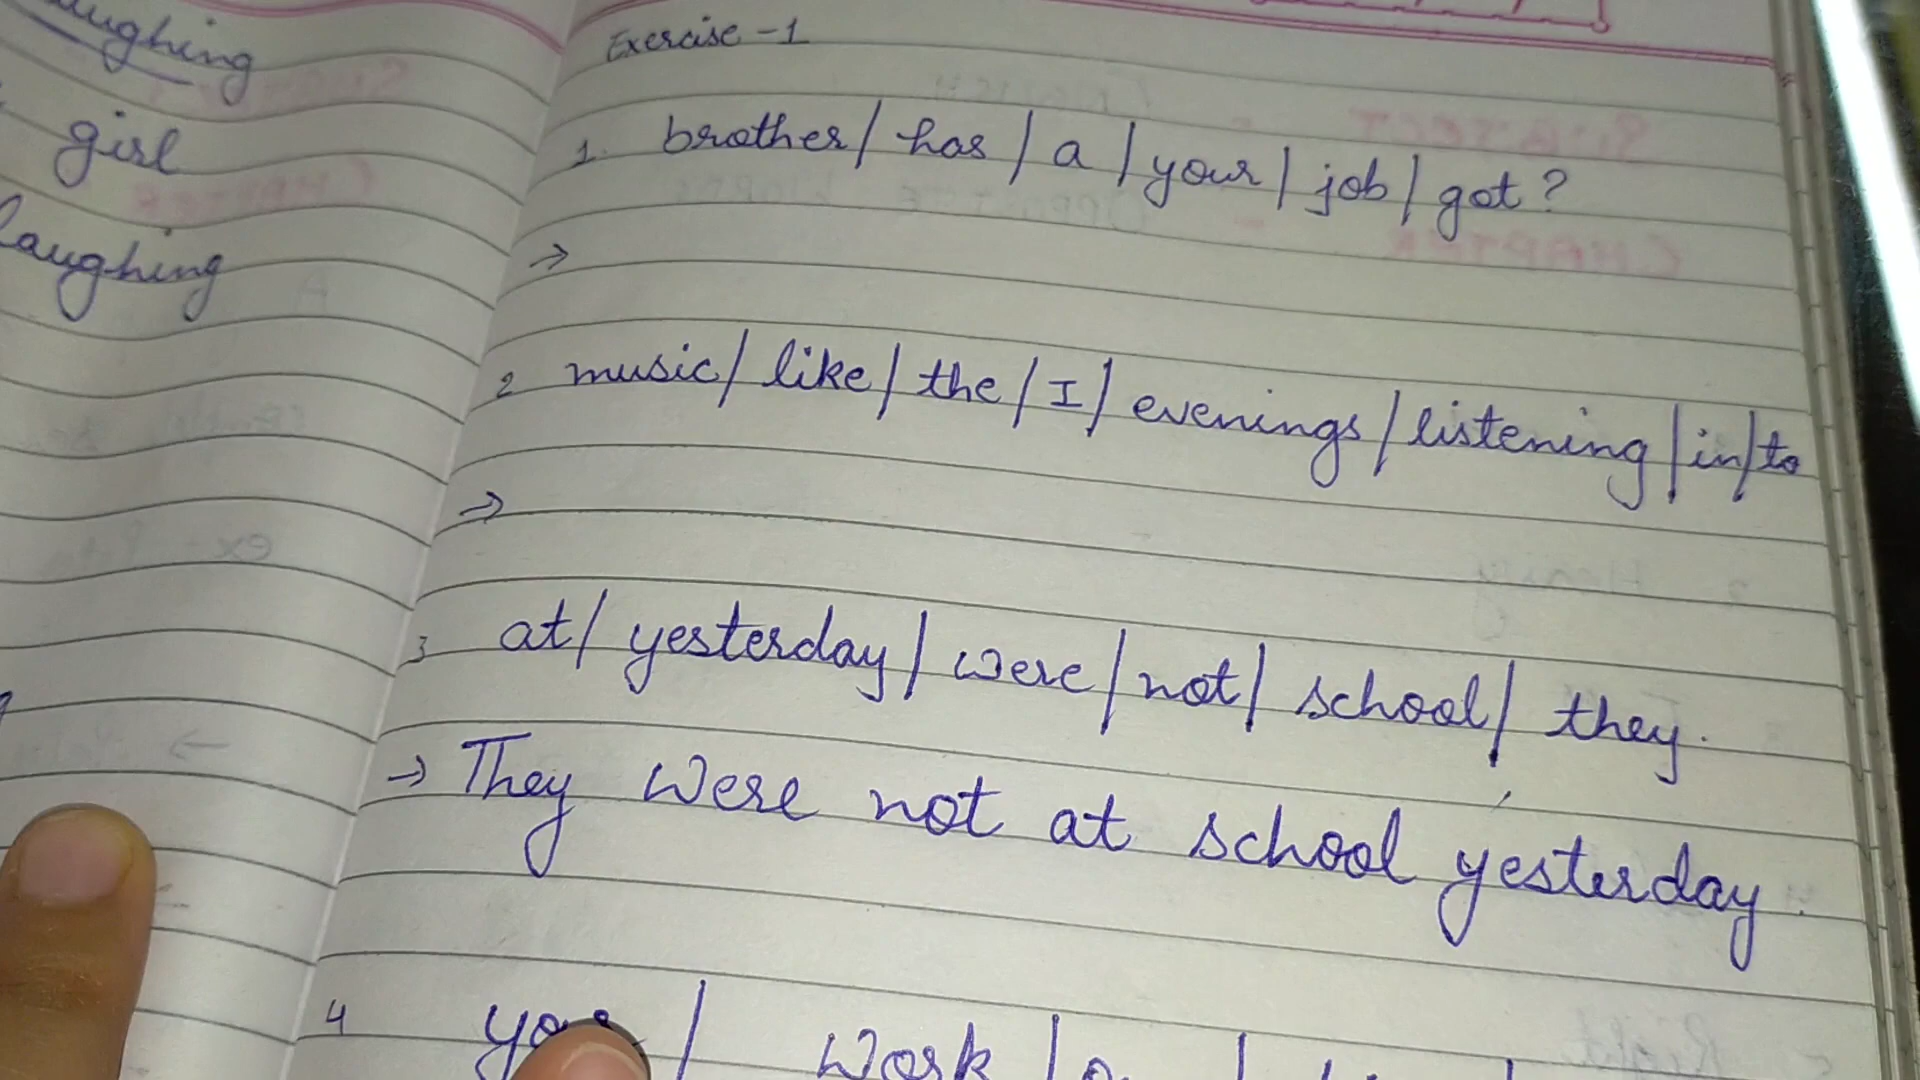 girl
laughing
Exercise - 1
1. brother / has / a / your / job / got ?
→
2 music / like / the / I / evenings / listening / in / to
→
3 at / yesterday / were / not / school / they.
→ They were not at school yesterday.
4 / work /